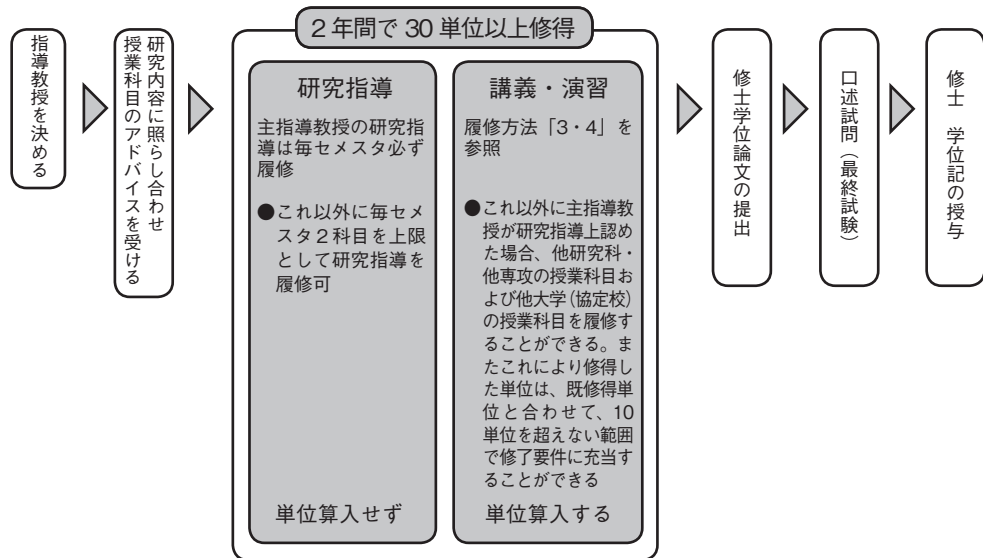 指導教授を決める
研究内容に照らし合わせ
授業科目のアドバイスを受ける
2年間で30単位以上修得
研究指導
主指導教授の研究指
導は毎セメスタ必ず
履修
●これ以外に毎セメ
スタ2科目を上限
として研究指導を
履修可
単位算入せず
講義・演習
履修方法「3・4」を
参照
●これ以外に主指導教
授が研究指導上認め
た場合、他研究科・
他専攻の授業科目お
よび他大学(協定校)
の授業科目を履修す
ることができる。ま
たこれにより修得し
た単位は、既修得単
位と合わせて、10
単位を超えない範囲
で修了要件に充当す
ることができる
単位算入する
修士学位論文の提出
口述試問(最終試験)
修士 学位記の授与